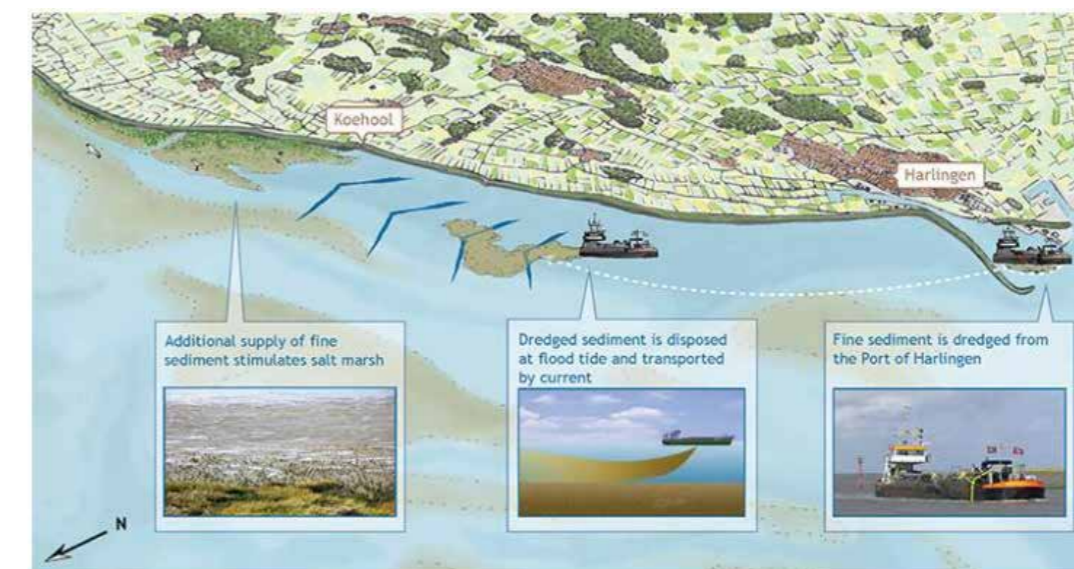 Koehool
Harlingen
Additional supply of fine
sediment stimulates salt marsh
Dredged sediment is disposed
at flood tide and transported
by current
Fine sediment is dredged from
the Port of Harlingen
N